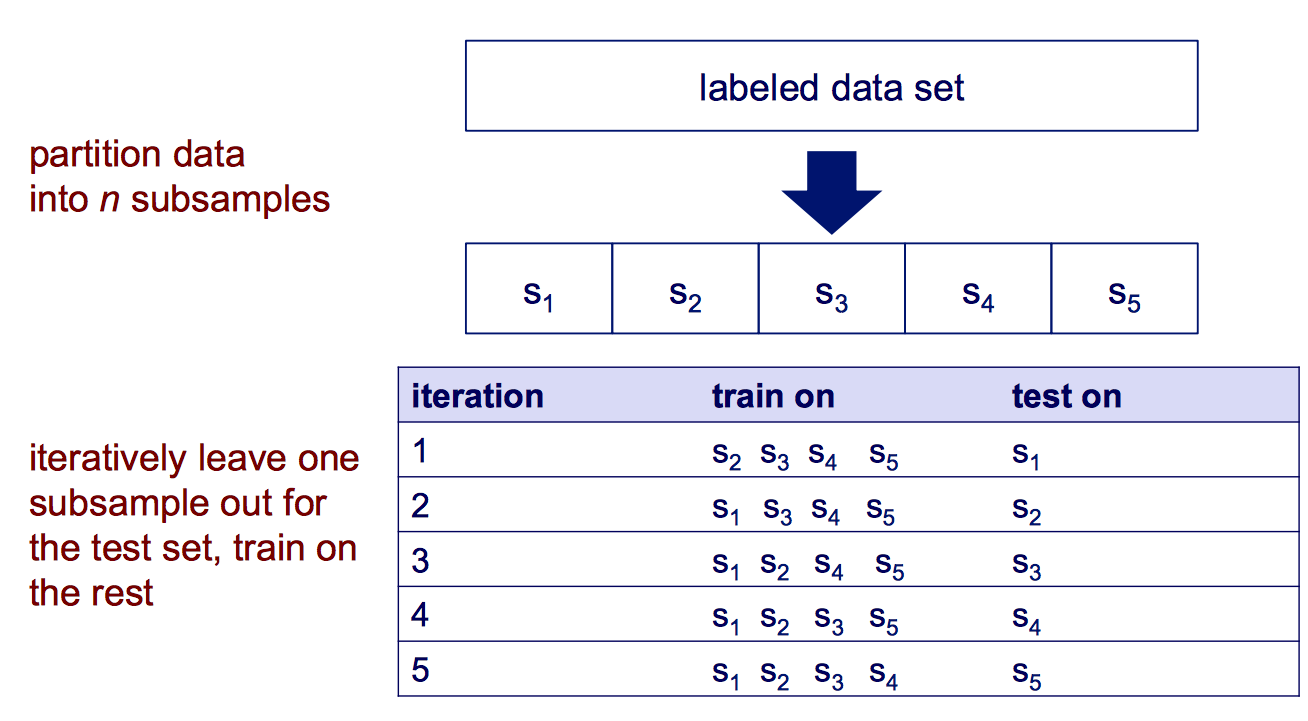 labeled data set
partition data
into n subsamples
s₁ s₂ s₃ s₄ s₅
iteration train on test on
1 s₂ s₃ s₄ s₅ s₁
2 s₁ s₃ s₄ s₅ s₂
3 s₁ s₂ s₄ s₅ s₃
4 s₁ s₂ s₃ s₅ s₄
5 s₁ s₂ s₃ s₄ s₅
iteratively leave one
subsample out for
the test set, train on
the rest